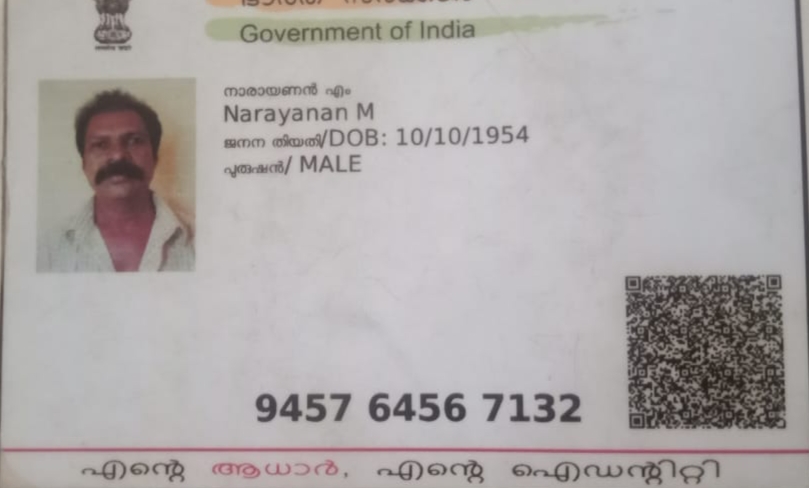 Government of India
നാരായണൻ എം
Narayanan M
ജനന തിയതി/DOB: 10/10/1954
പുരുഷൻ/ MALE
9457 6456 7132
എന്റെ ആധാർ, എന്റെ ഐഡന്റിറ്റി